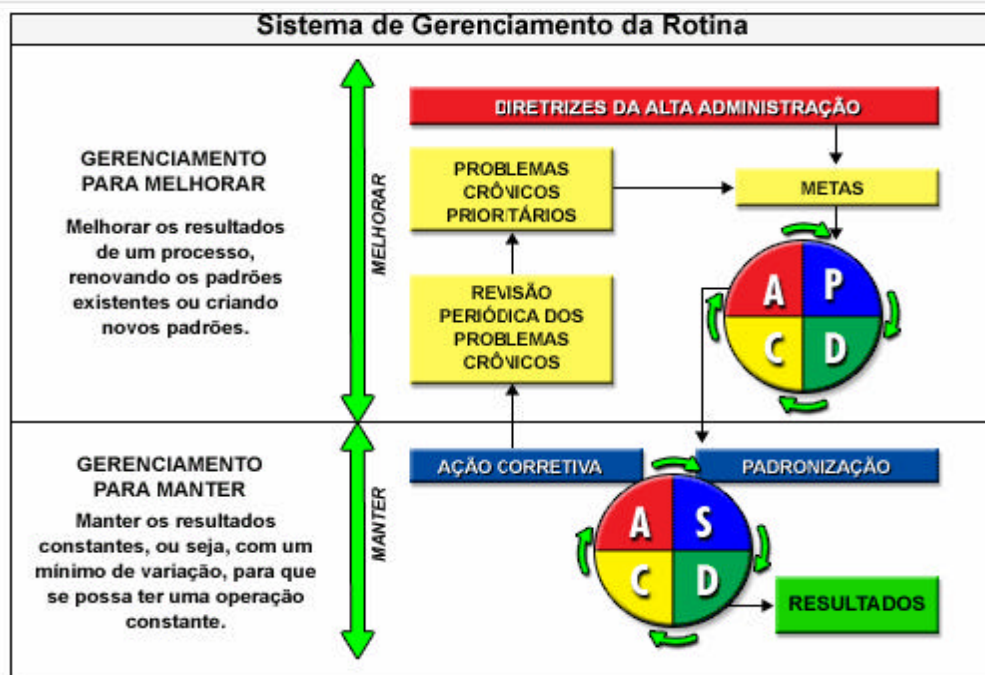 Sistema de Gerenciamento da Rotina
GERENCIAMENTO
PARA MELHORAR
Melhorar os resultados
de um processo,
renovando os padrões
existentes ou criando
novos padrões.
MELHORAR
DIRETRIZES DA ALTA ADMINISTRAÇÃO
PROBLEMAS
CRÔNICOS
PRIORITÁRIOS
METAS
REVISÃO
PERIÓDICA DOS
PROBLEMAS
CRÔNICOS
A P
C D
GERENCIAMENTO
PARA MANTER
Manter os resultados
constantes, ou seja, com um
mínimo de variação, para que
se possa ter uma operação
constante.
MANTER
AÇÃO CORRETIVA
PADRONIZAÇÃO
A S
C D
RESULTADOS